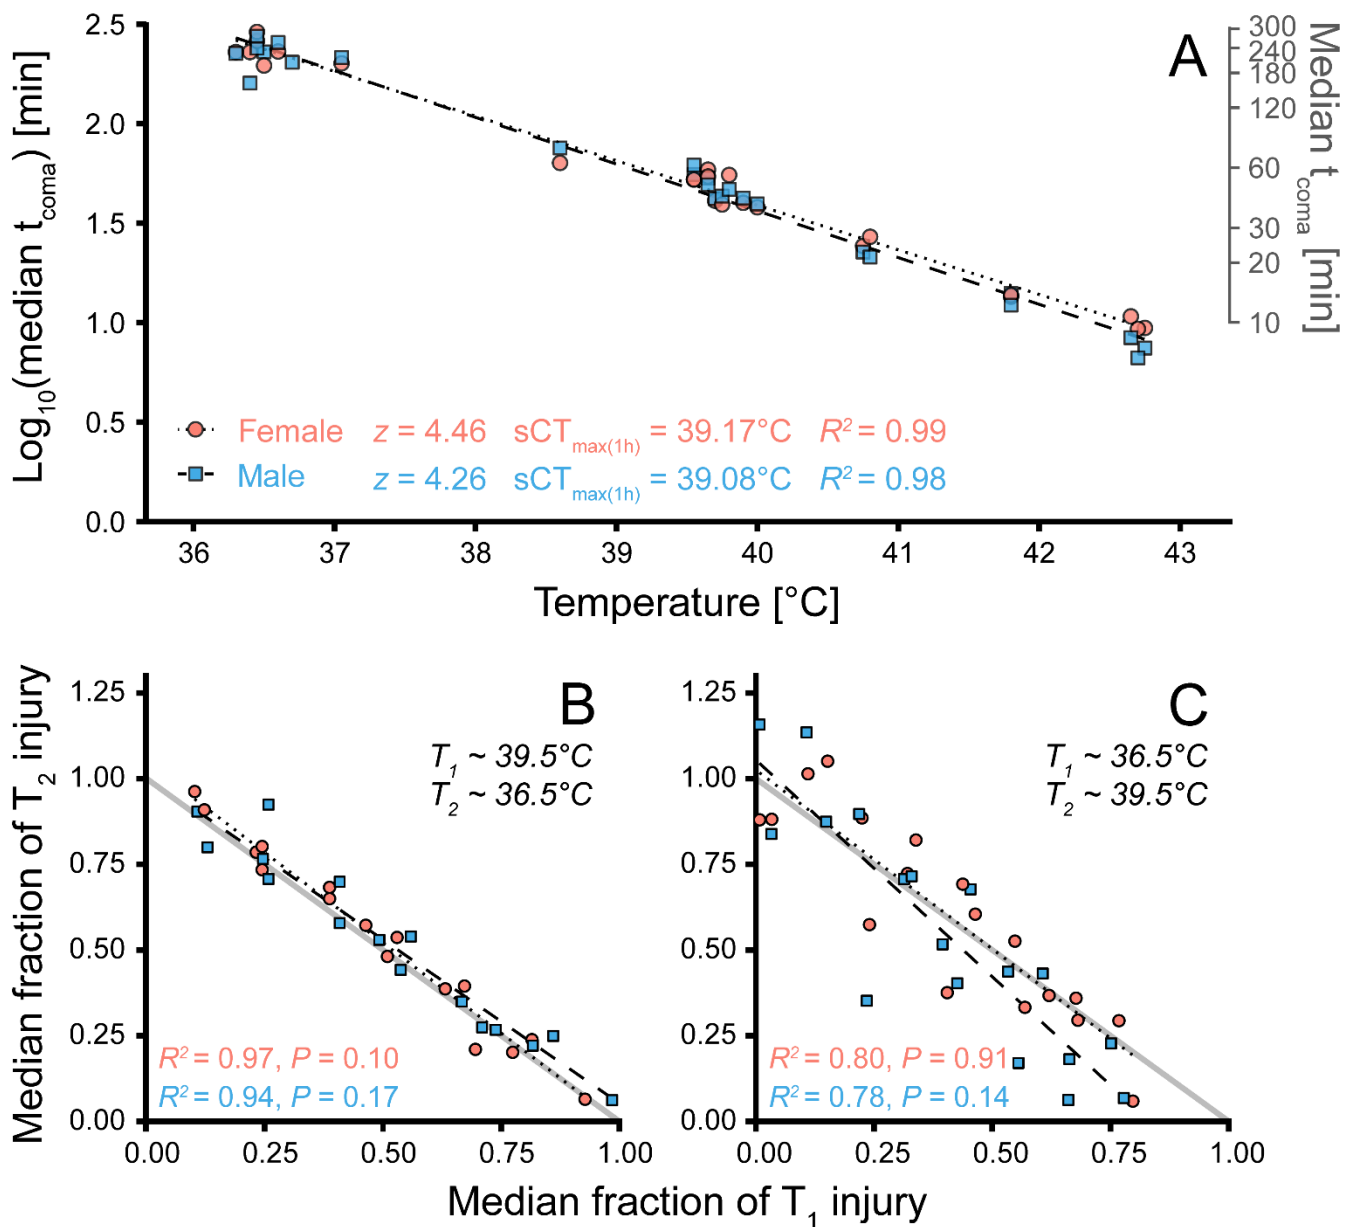 A
Log10(median tcoma) [min]
2.5
2.0
1.5
1.0
0.5
0.0
300
240
180
120
60
30
20
10
Median tcoma [min]
Female z = 4.46 sCTmax(1h) = 39.17°C R² = 0.99
Male z = 4.26 sCTmax(1h) = 39.08°C R² = 0.98
36 37 38 39 40 41 42 43
Temperature [°C]
Median fraction of T2 injury
B
T1 ~ 39.5°C
T2 ~ 36.5°C
1.25
1.00
0.75
0.50
0.25
0.00
R² = 0.97, P = 0.10
R² = 0.94, P = 0.17
0.00 0.25 0.50 0.75 1.00
C
T1 ~ 36.5°C
T2 ~ 39.5°C
1.25
1.00
0.75
0.50
0.25
0.00
R² = 0.80, P = 0.91
R² = 0.78, P = 0.14
0.00 0.25 0.50 0.75 1.00
Median fraction of T1 injury